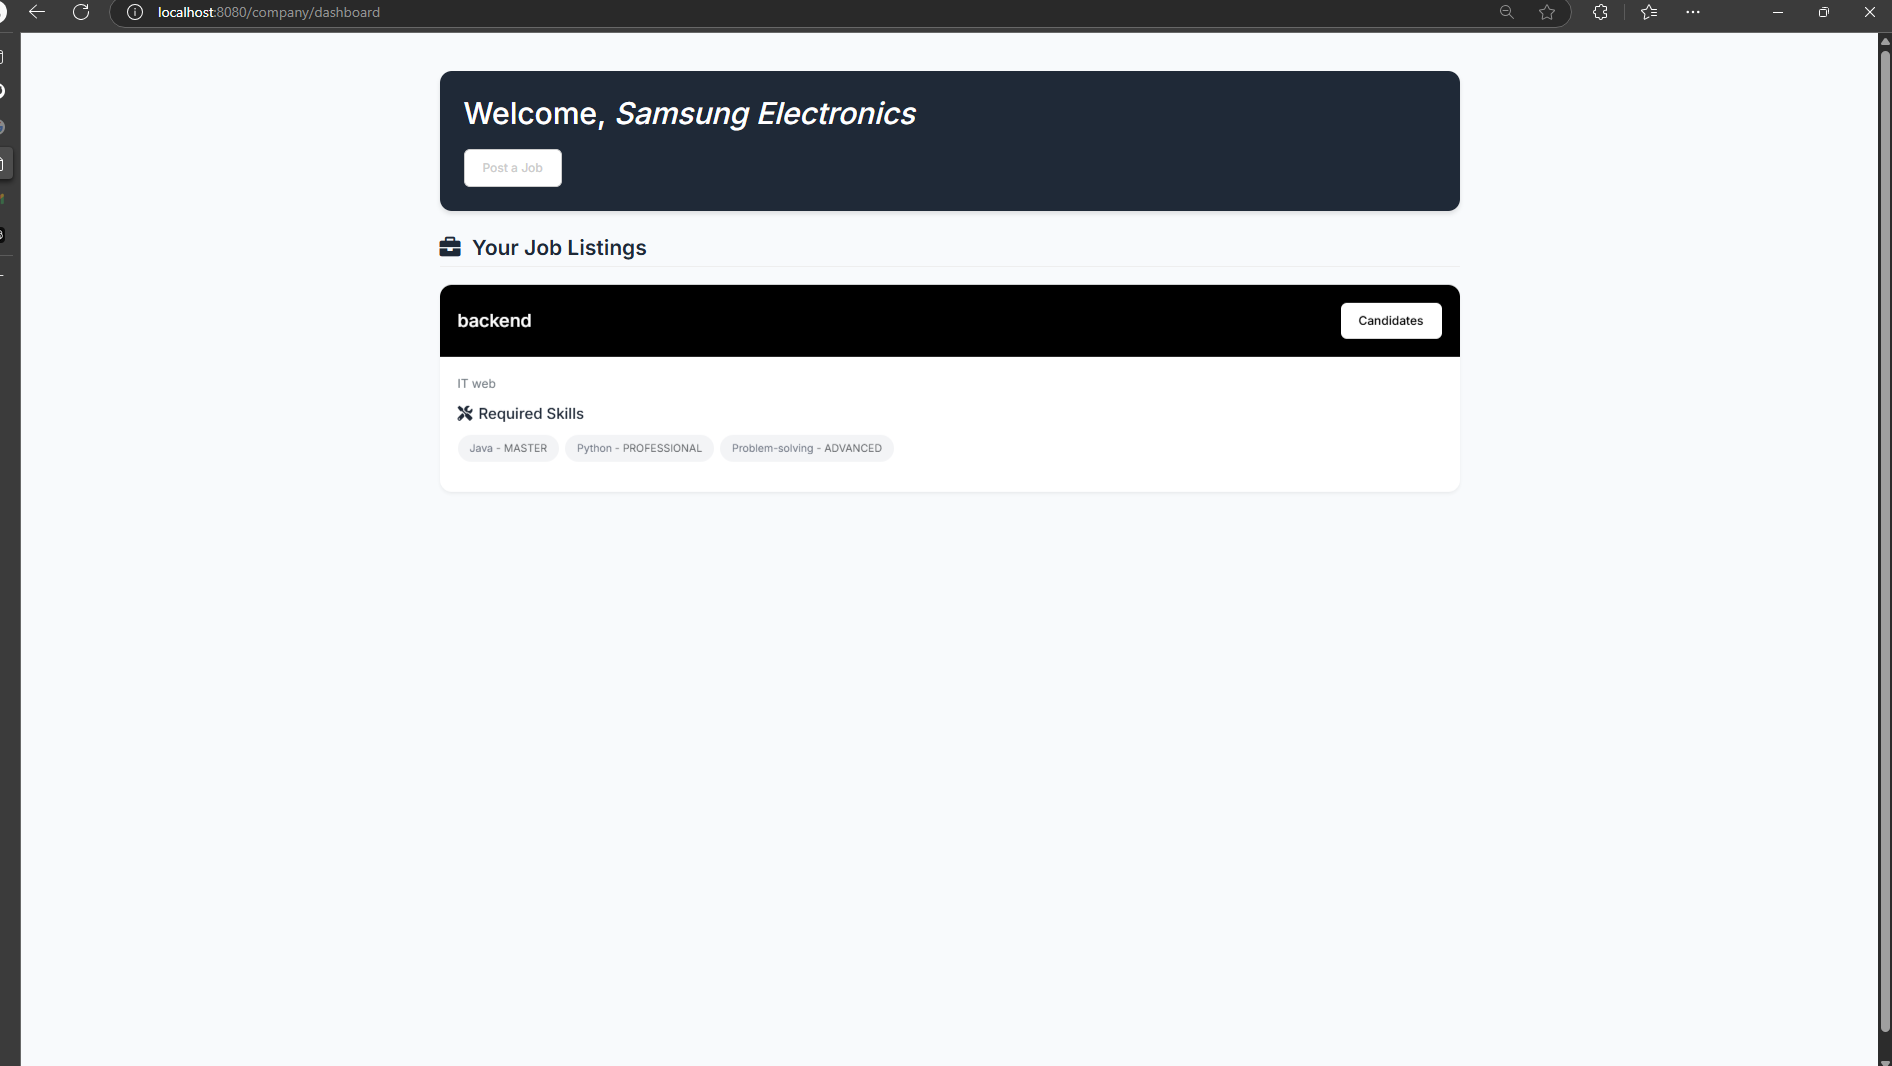 localhost:8080/company/dashboard
Welcome, Samsung Electronics
Post a Job
Your Job Listings
backend
Candidates
IT web
Required Skills
Java - MASTER
Python - PROFESSIONAL
Problem-solving - ADVANCED